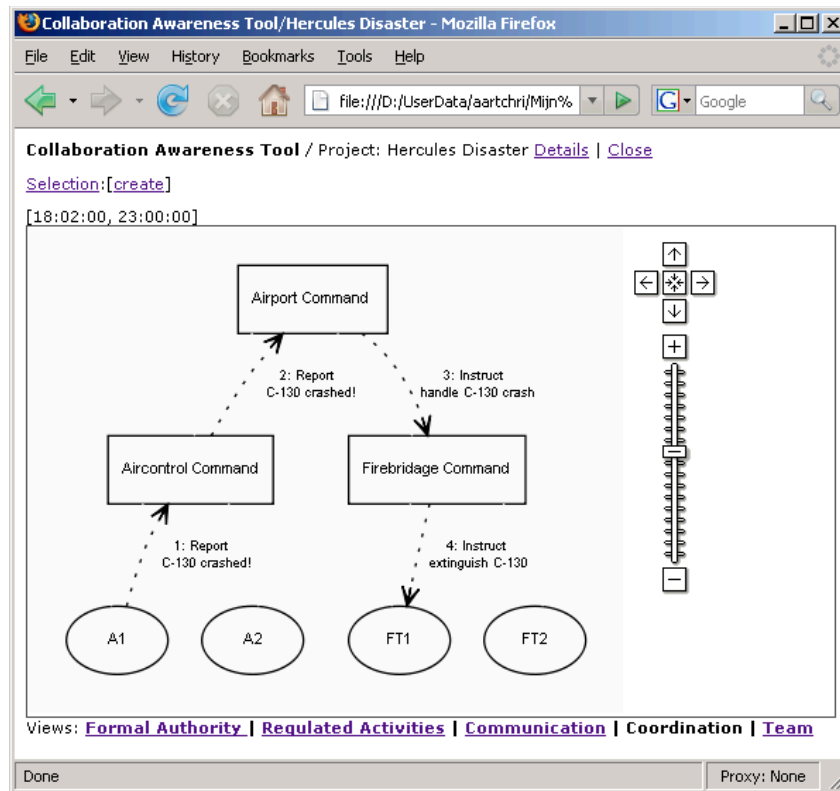 Collaboration Awareness Tool/Hercules Disaster - Mozilla Firefox
File Edit View History Bookmarks Tools Help
file:///D:/UserData/aartchri/Mijn% G Google
Collaboration Awareness Tool / Project: Hercules Disaster Details | Close
Selection:[create]
[18:02:00, 23:00:00]
Airport Command
2: Report
C-130 crashed!
3: Instruct
handle C-130 crash
Aircontrol Command
Firebridage Command
1: Report
C-130 crashed!
4: Instruct
extinguish C-130
A1
A2
FT1
FT2
Views: Formal Authority | Regulated Activities | Communication | Coordination | Team
Done
Proxy: None